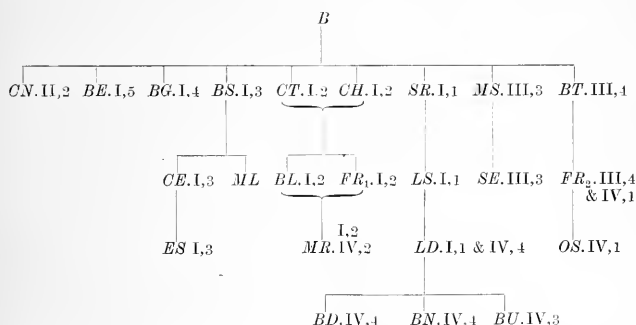 B
CN. II, 2 BE. I, 5 BG. I, 4 BS. I, 3 CT. I. 2 CH. I, 2 SR. I, 1 MS. III, 3 BT. III, 4
CE. I, 3 ML BL. I, 2 FR₁. I, 2 LS. I, 1 SE. III, 3 FR₂. III, 4
& IV, 1
I, 2
ES I, 3 MR. IV, 2 LD. I, 1 & IV, 4 OS. IV, 1
BD. IV, 4 BN. IV, 4 BU. IV, 3